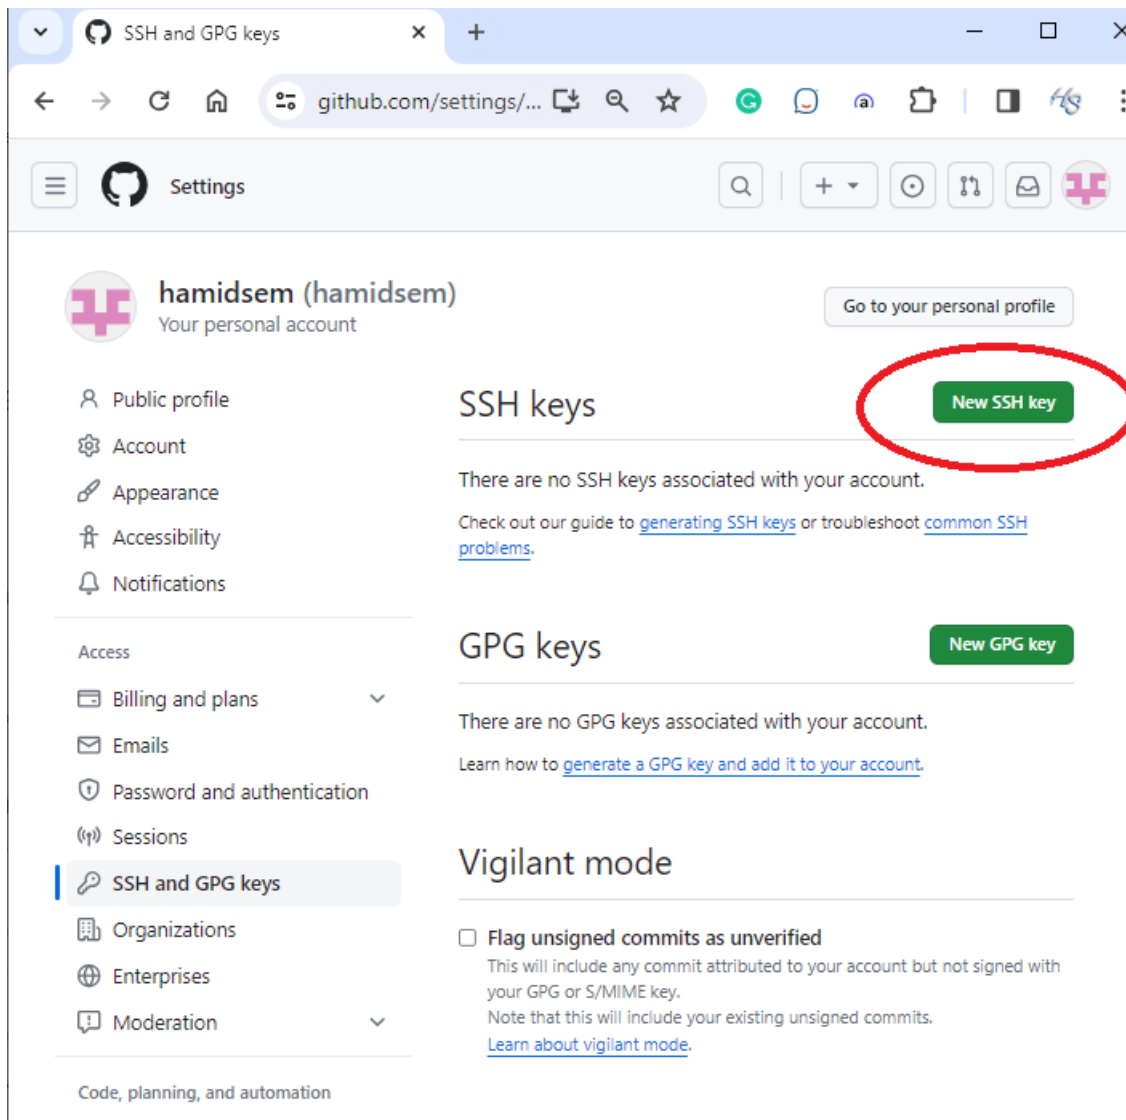 SSH and GPG keys
github.com/settings/...
Settings
hamidsem (hamidsem)
Your personal account
Go to your personal profile
Public profile
Account
Appearance
Accessibility
Notifications
Access
Billing and plans
Emails
Password and authentication
Sessions
SSH and GPG keys
Organizations
Enterprises
Moderation
Code, planning, and automation
SSH keys
New SSH key
There are no SSH keys associated with your account.
Check out our guide to generating SSH keys or troubleshoot common SSH
problems.
GPG keys
New GPG key
There are no GPG keys associated with your account.
Learn how to generate a GPG key and add it to your account.
Vigilant mode
Flag unsigned commits as unverified
This will include any commit attributed to your account but not signed with
your GPG or S/MIME key.
Note that this will include your existing unsigned commits.
Learn about vigilant mode.